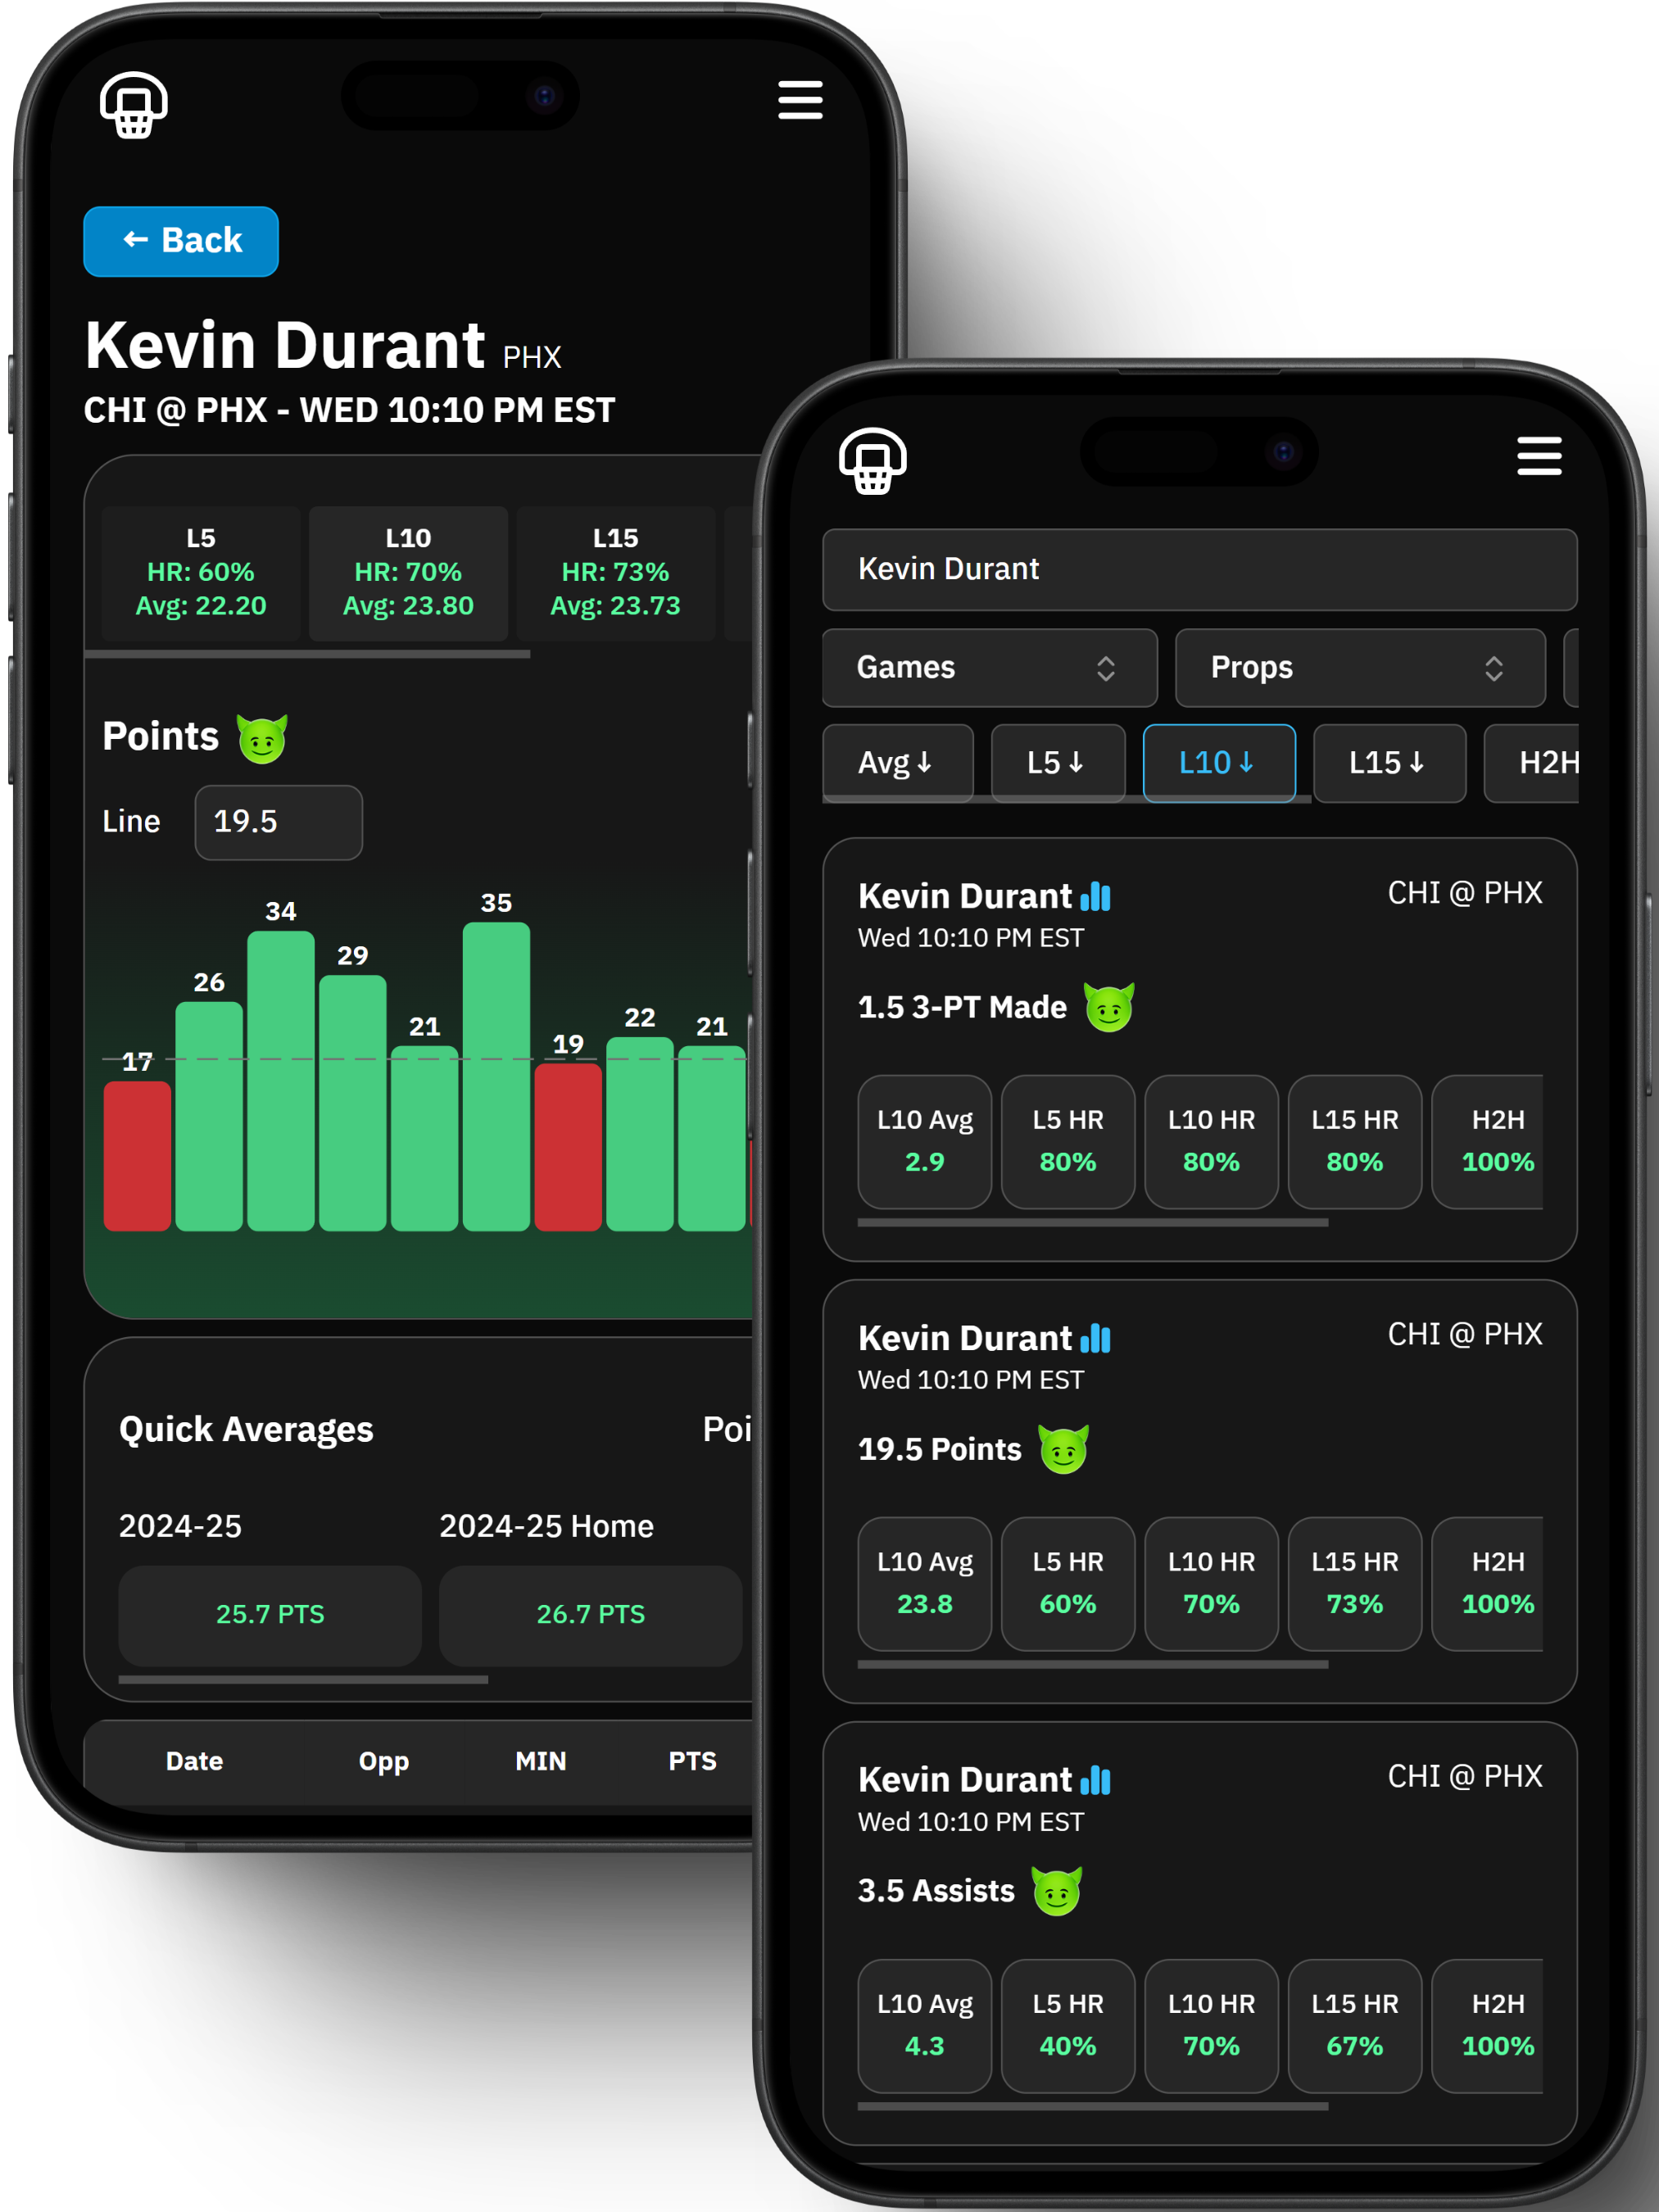 ← Back
Kevin Durant PHX
CHI @ PHX - WED 10:10 PM EST
L5
HR: 60%
Avg: 22.20
L10
HR: 70%
Avg: 23.80
L15
HR: 73%
Avg: 23.73
Points
Line 19.5
17
26
34
29
21
35
19
22
21
Quick Averages Poi
2024-25
25.7 PTS
2024-25 Home
26.7 PTS
Date Opp MIN PTS
Kevin Durant
Games Props
Avg↓ L5↓ L10↓ L15↓ H2H
Kevin Durant CHI @ PHX
Wed 10:10 PM EST
1.5 3-PT Made
L10 Avg L5 HR L10 HR L15 HR H2H
2.9 80% 80% 80% 100%
Kevin Durant CHI @ PHX
Wed 10:10 PM EST
19.5 Points
L10 Avg L5 HR L10 HR L15 HR H2H
23.8 60% 70% 73% 100%
Kevin Durant CHI @ PHX
Wed 10:10 PM EST
3.5 Assists
L10 Avg L5 HR L10 HR L15 HR H2H
4.3 40% 70% 67% 100%